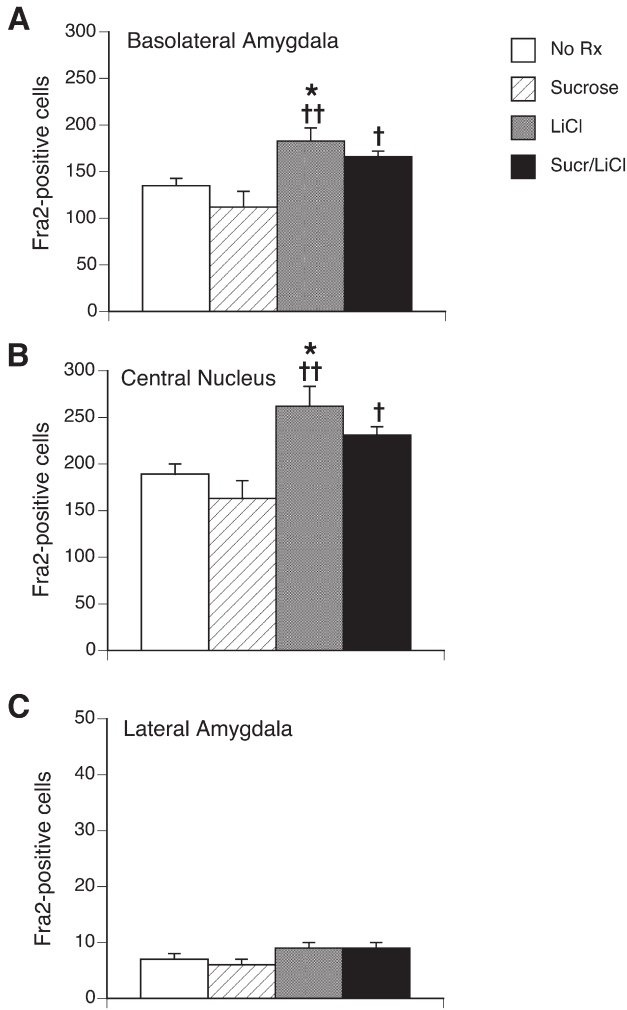 A
Basolateral Amygdala
Fra2-positive cells
300
250
200
150
100
50
0
*
††
†
No Rx
Sucrose
LiCl
Sucr/LiCl
B
Central Nucleus
Fra2-positive cells
300
250
200
150
100
50
0
*
††
†
C
Lateral Amygdala
Fra2-positive cells
50
40
30
20
10
0